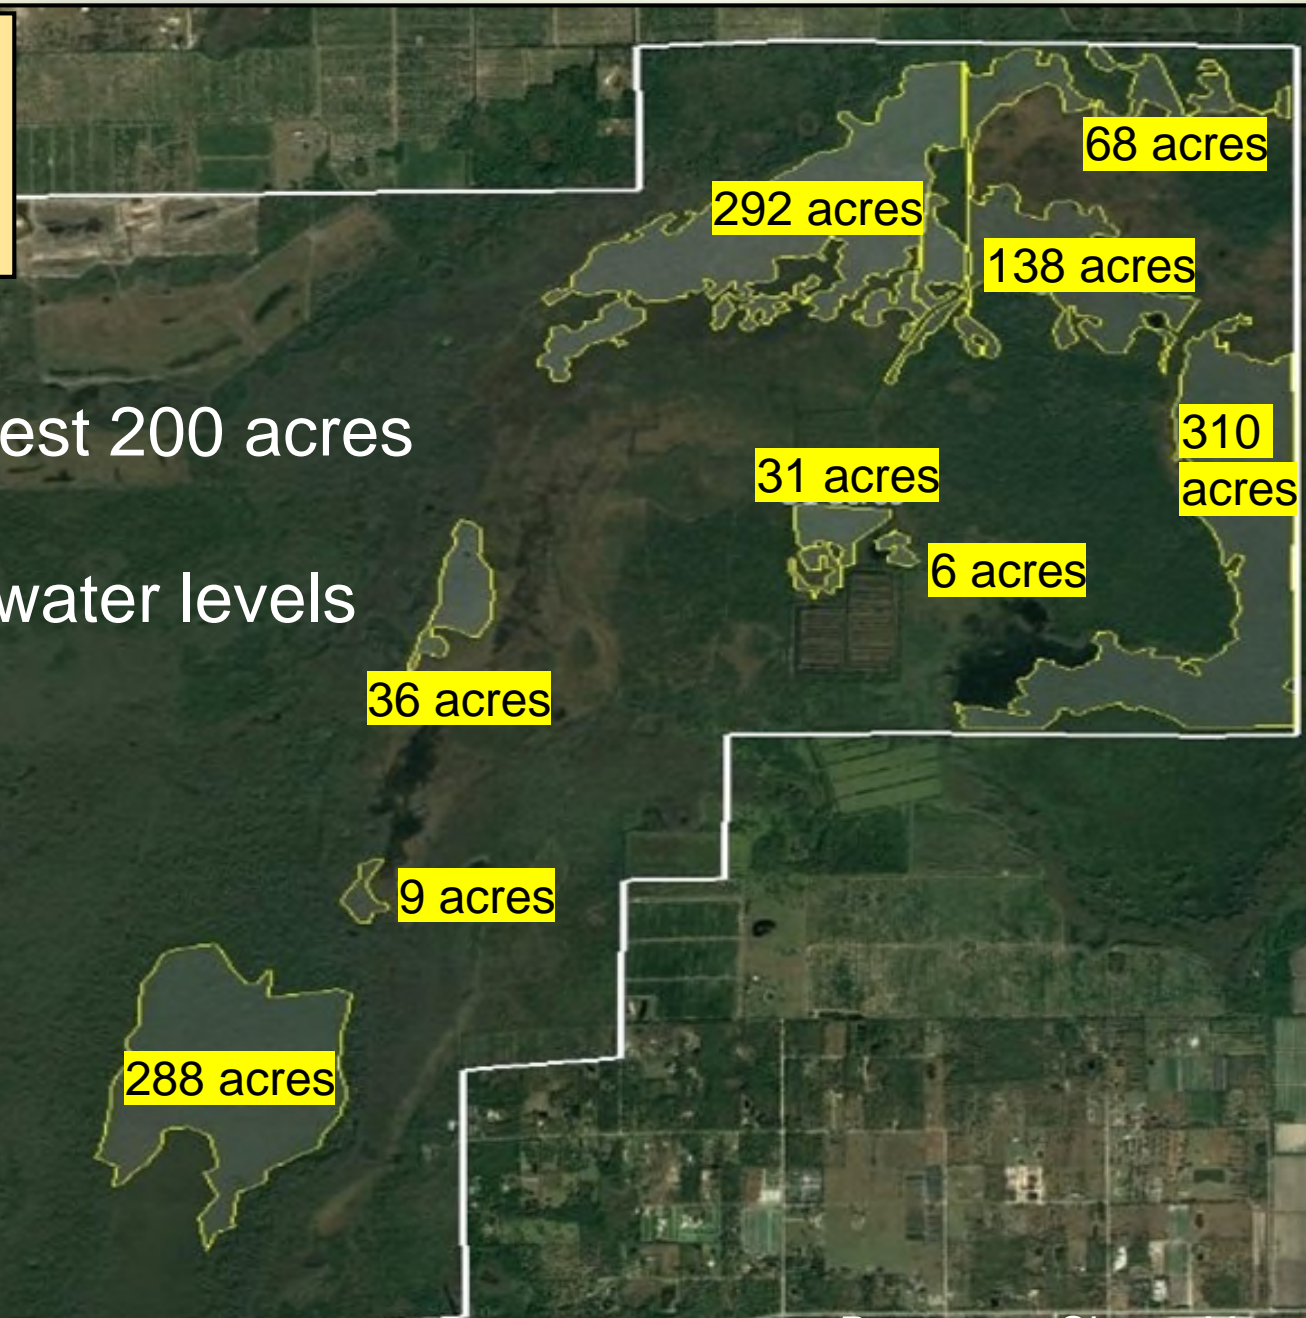 68 acres
292 acres
138 acres
est 200 acres
310
acres
31 acres
6 acres
water levels
36 acres
9 acres
288 acres